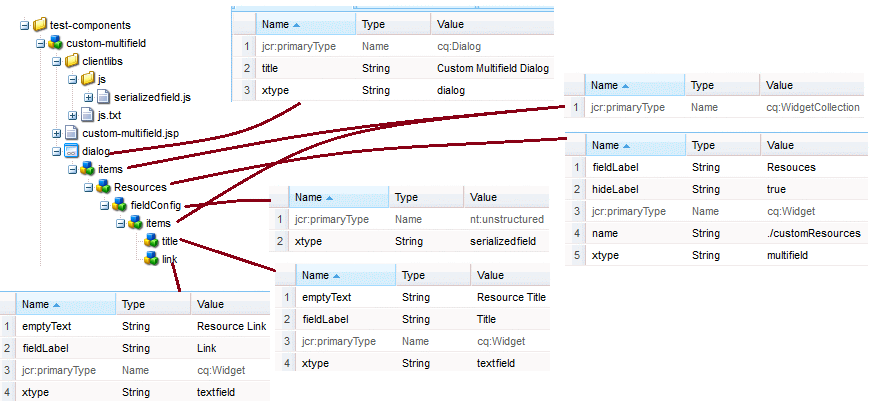 test-components
custom-multifield
clientlibs
js
serializedfield.js
js.txt
custom-multifield.jsp
dialog
items
Resources
fieldConfig
items
title
link
Name Type Value
1 jcr:primaryType Name cq:Dialog
2 title String Custom Multifield Dialog
3 xtype String dialog
Name Type Value
1 jcr:primaryType Name cq:WidgetCollection
Name Type Value
1 fieldLabel String Resouces
2 hideLabel String true
3 jcr:primaryType Name cq:Widget
4 name String ./customResources
5 xtype String multifield
Name Type Value
1 jcr:primaryType Name nt:unstructured
2 xtype String serializedfield
Name Type Value
1 emptyText String Resource Title
2 fieldLabel String Title
3 jcr:primaryType Name cq:Widget
4 xtype String textfield
Name Type Value
1 emptyText String Resource Link
2 fieldLabel String Link
3 jcr:primaryType Name cq:Widget
4 xtype String textfield